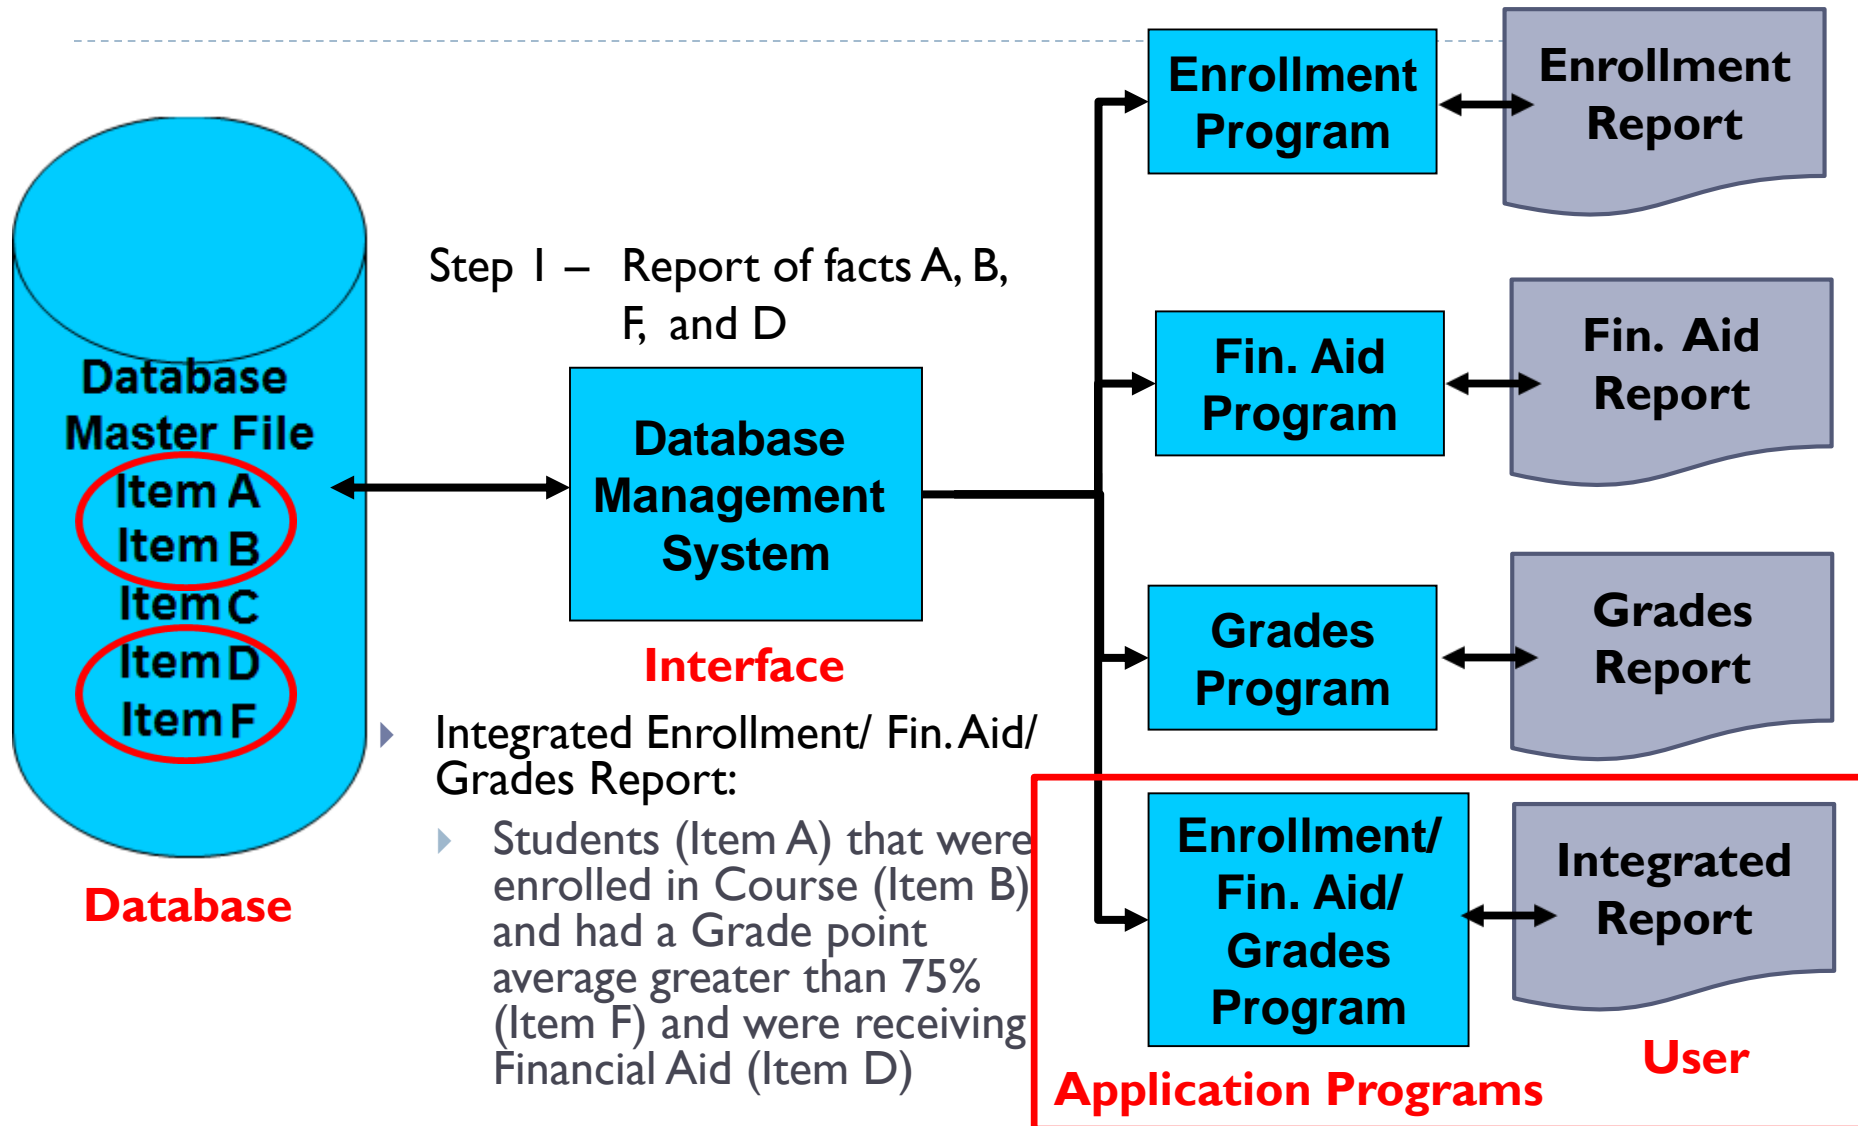 Database
Master File
Item A
Item B
Item C
Item D
Item F
Database
Step 1 – Report of facts A, B,
F, and D
Database
Management
System
Interface
Integrated Enrollment/ Fin. Aid/
Grades Report:
Students (Item A) that were
enrolled in Course (Item B)
and had a Grade point
average greater than 75%
(Item F) and were receiving
Financial Aid (Item D)
Enrollment
Program
Enrollment
Report
Fin. Aid
Program
Fin. Aid
Report
Grades
Program
Grades
Report
Enrollment/
Fin. Aid/
Grades
Program
Integrated
Report
Application Programs
User